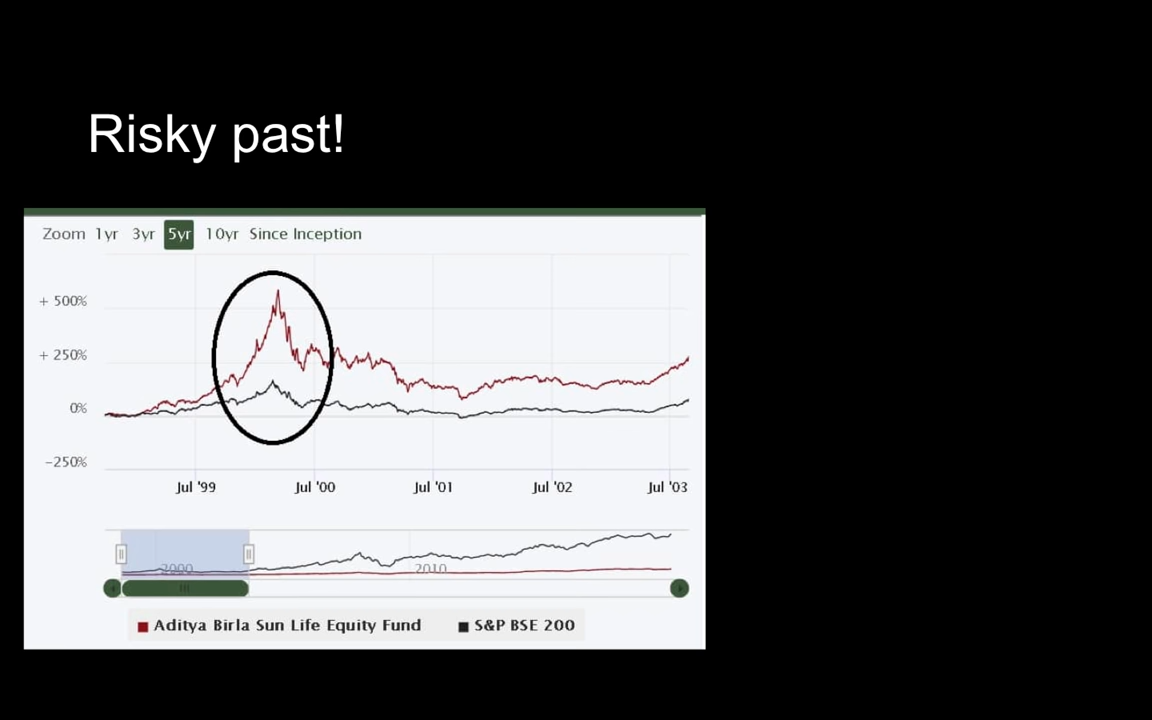 Risky past!
Zoom 1yr 3yr 5yr 10yr Since Inception
+ 500%
+ 250%
0%
-250%
Jul '99 Jul '00 Jul '01 Jul '02 Jul '03
2000 2010
Aditya Birla Sun Life Equity Fund S&P BSE 200